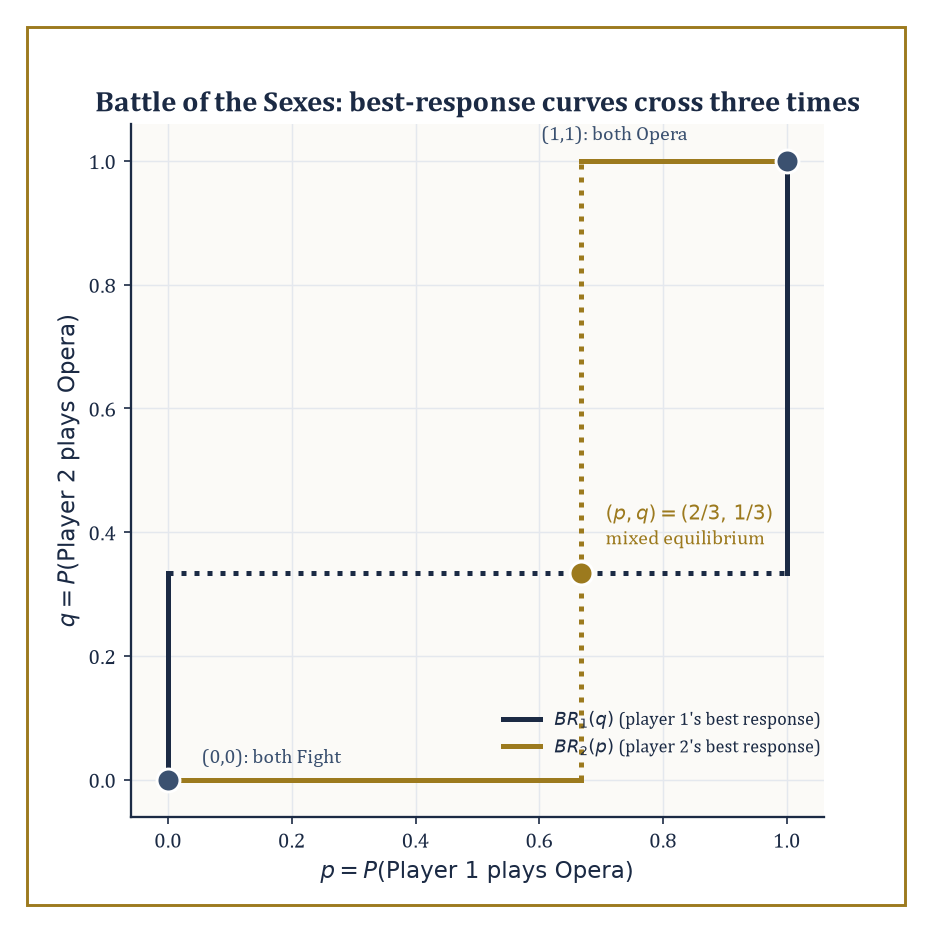 Battle of the Sexes: best-response curves cross three times
(1,1): both Opera
1.0
0.8
0.6
0.4
0.2
0.0
q = P(Player 2 plays Opera)
(p, q) = (2/3, 1/3)
mixed equilibrium
BR₁(q) (player 1's best response)
BR₂(p) (player 2's best response)
(0,0): both Fight
0.0 0.2 0.4 0.6 0.8 1.0
p = P(Player 1 plays Opera)